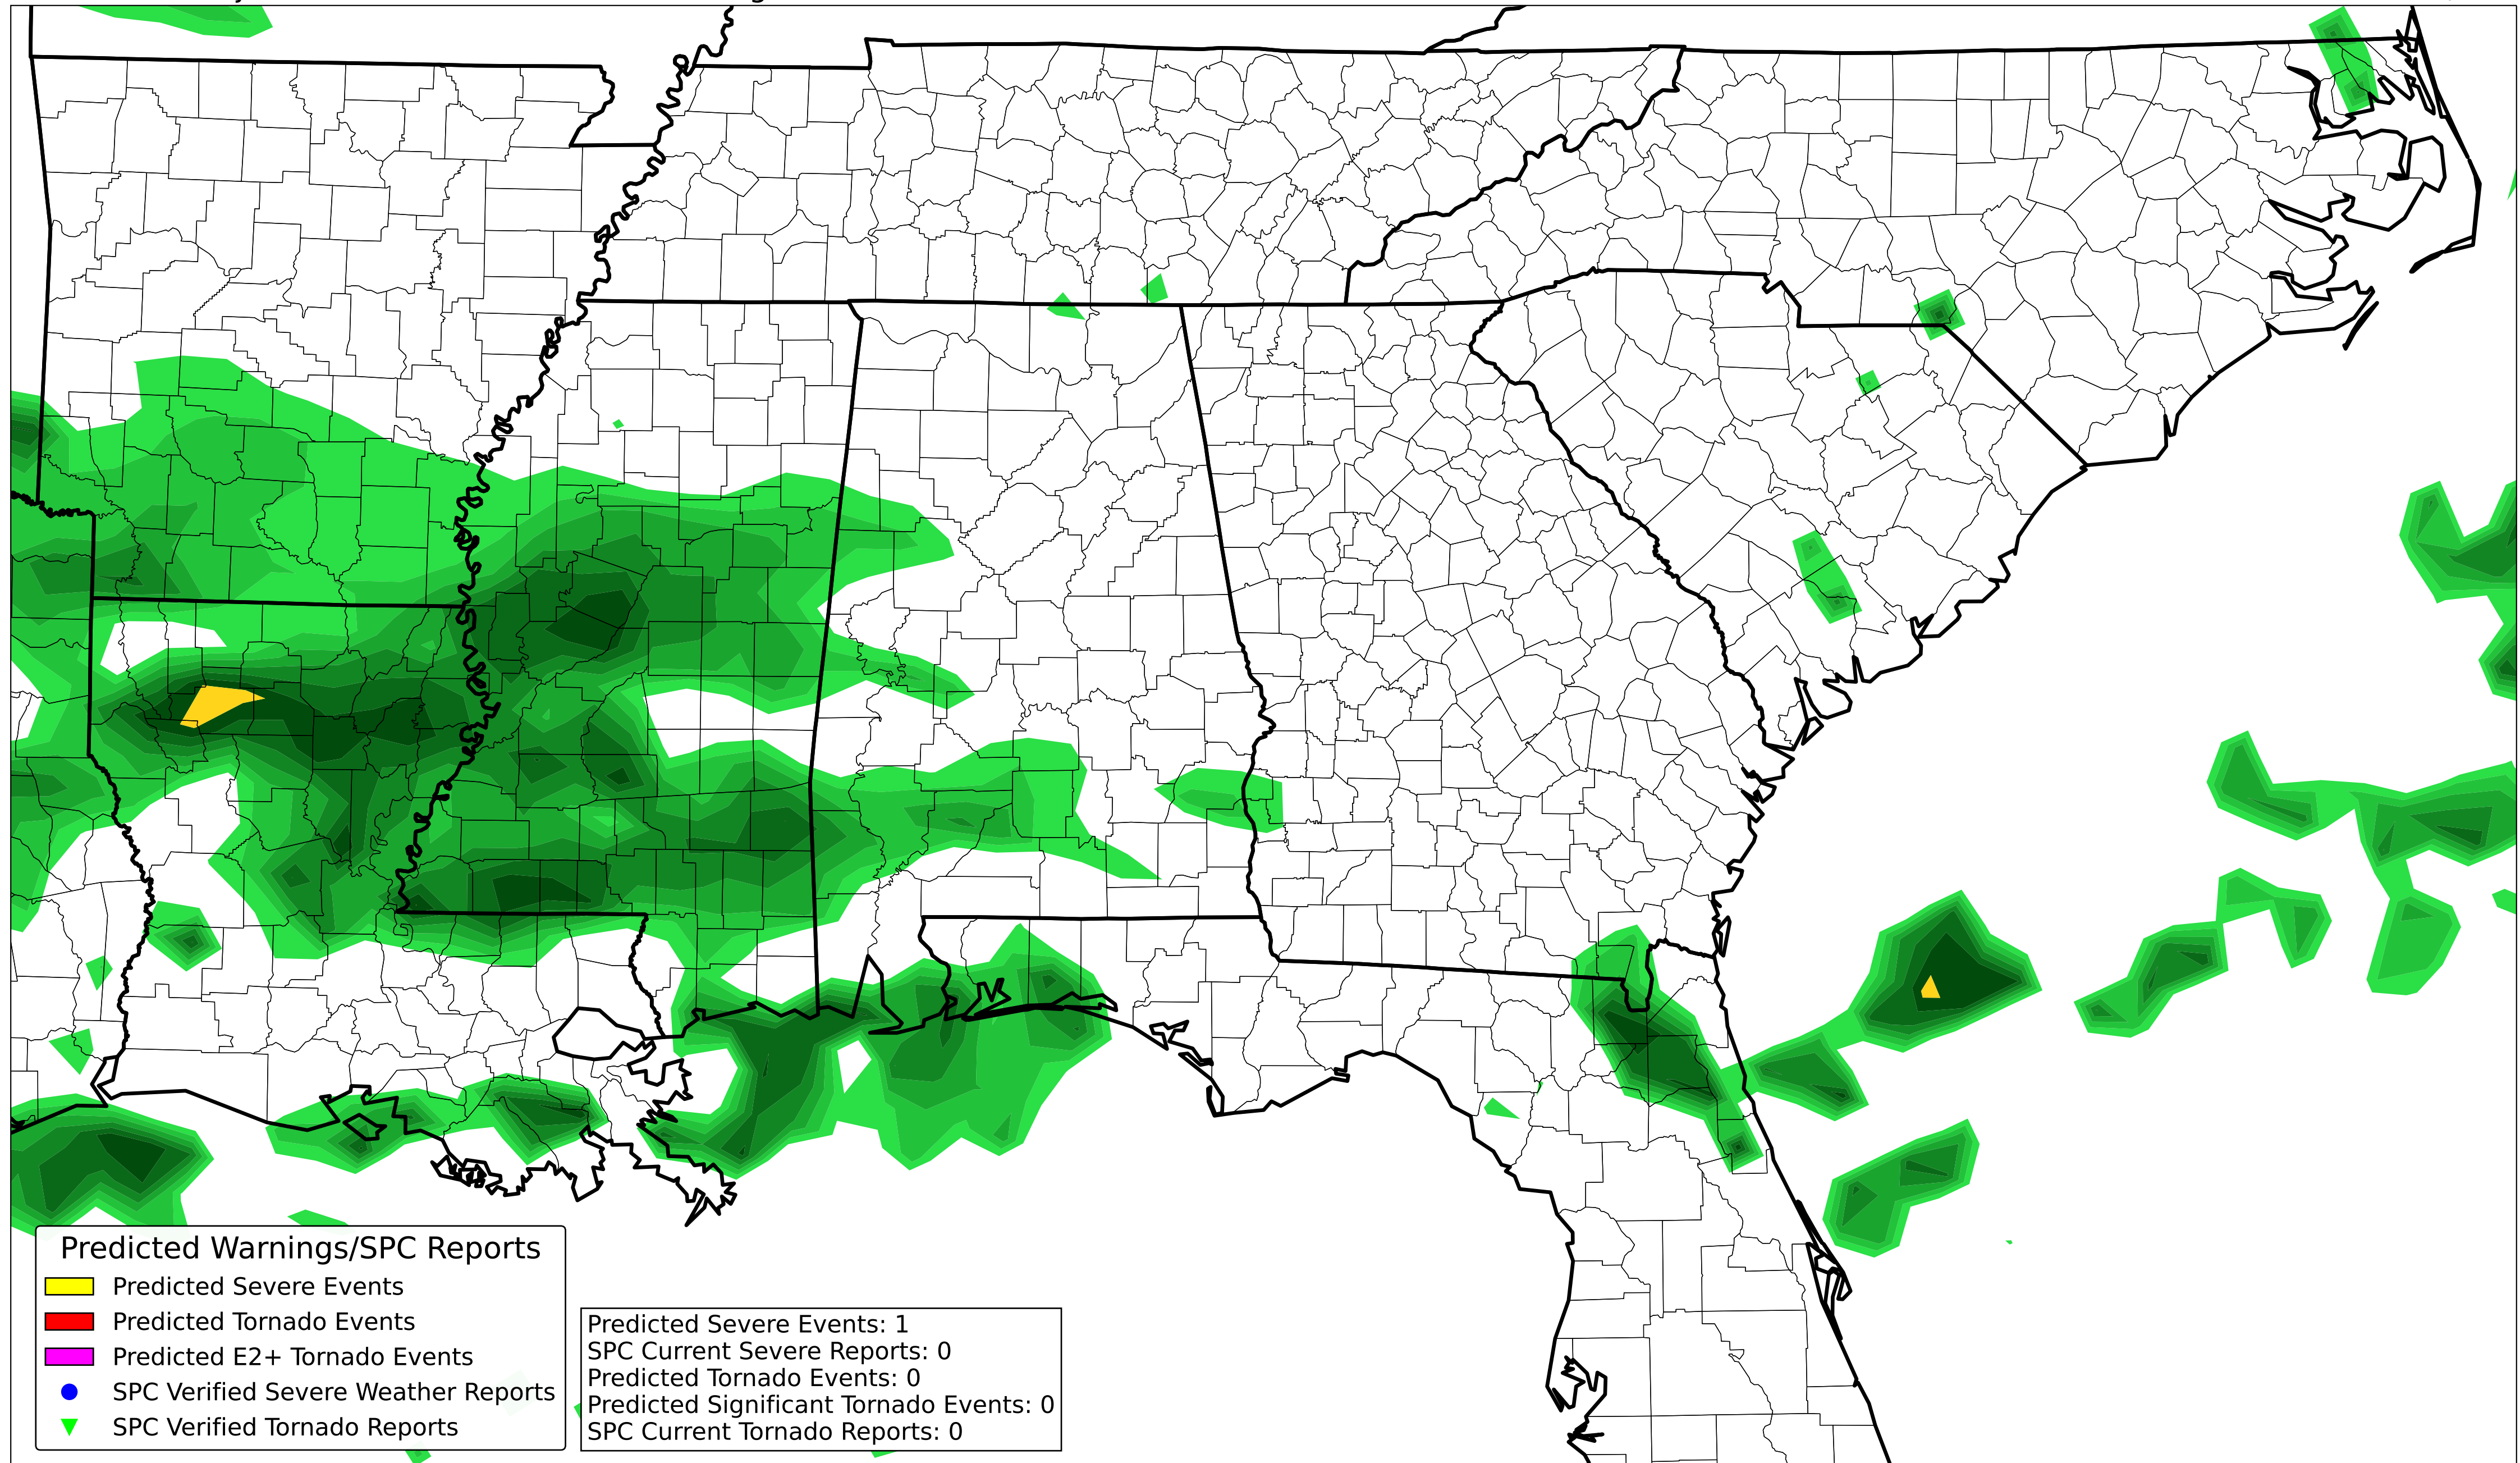 Predicted Warnings/SPC Reports
Predicted Severe Events
Predicted Tornado Events
Predicted E2+ Tornado Events
SPC Verified Severe Weather Reports
SPC Verified Tornado Reports
Predicted Severe Events: 1
SPC Current Severe Reports: 0
Predicted Tornado Events: 0
Predicted Significant Tornado Events: 0
SPC Current Tornado Reports: 0